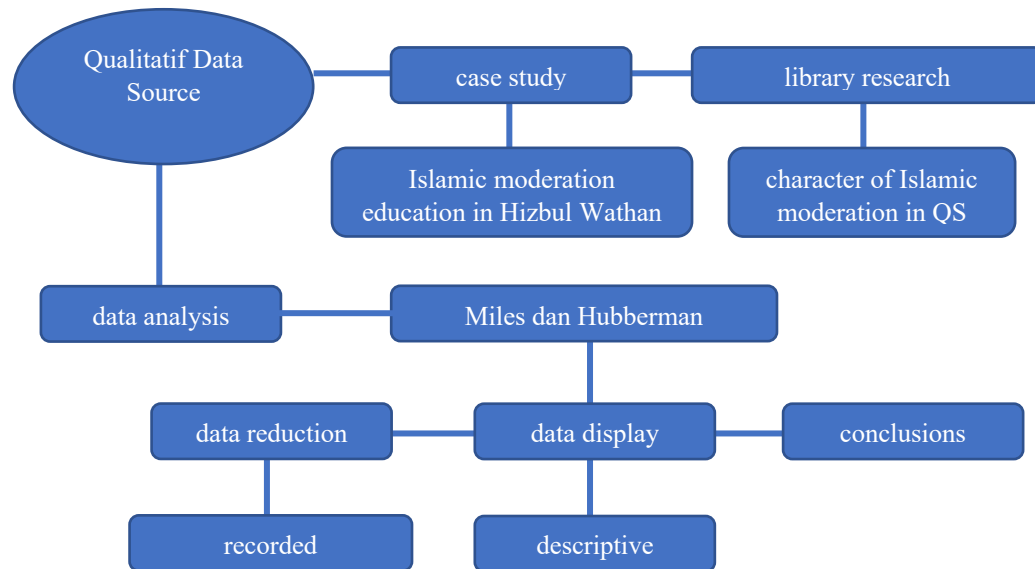 Qualitatif Data
Source
case study
library research
Islamic moderation
education in Hizbul Wathan
character of Islamic
moderation in QS
data analysis
Miles dan Hubberman
data reduction
data display
conclusions
recorded
descriptive